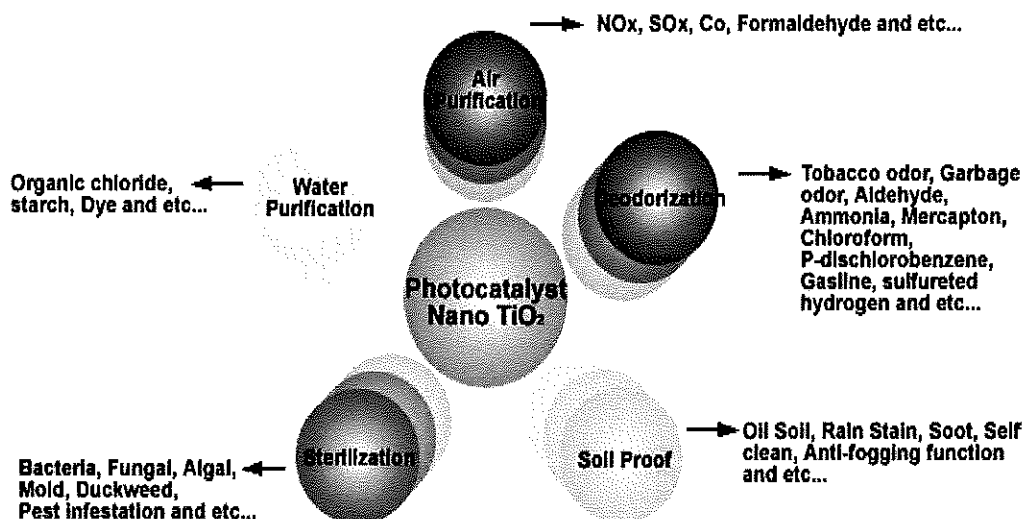 NOx, SOx, Co, Formaldehyde and etc...
Air
Purification
Organic chloride,
starch, Dye and etc...
Water
Purification
Deodorization
Tobacco odor, Garbage
odor, Aldehyde,
Ammonia, Mercapton,
Chloroform,
P-dischlorobenzene,
Gasline, sulfureted
hydrogen and etc...
Photocatalyst
Nano TiO₂
Bacteria, Fungal, Algal,
Mold, Duckweed,
Pest infestation and etc...
Sterilization
Soil Proof
Oil Soil, Rain Stain, Soot, Self
clean, Anti-fogging function
and etc...